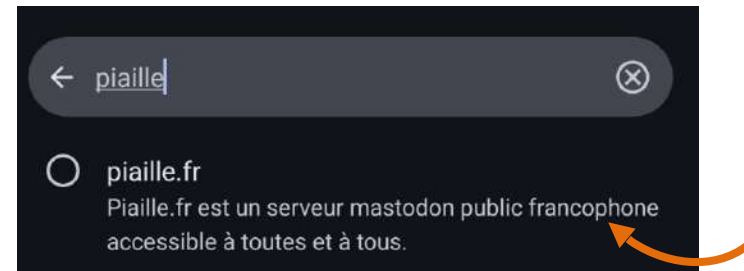 piaille
piaille.fr
Piaille.fr est un serveur mastodon public francophone
accessible à toutes et à tous.